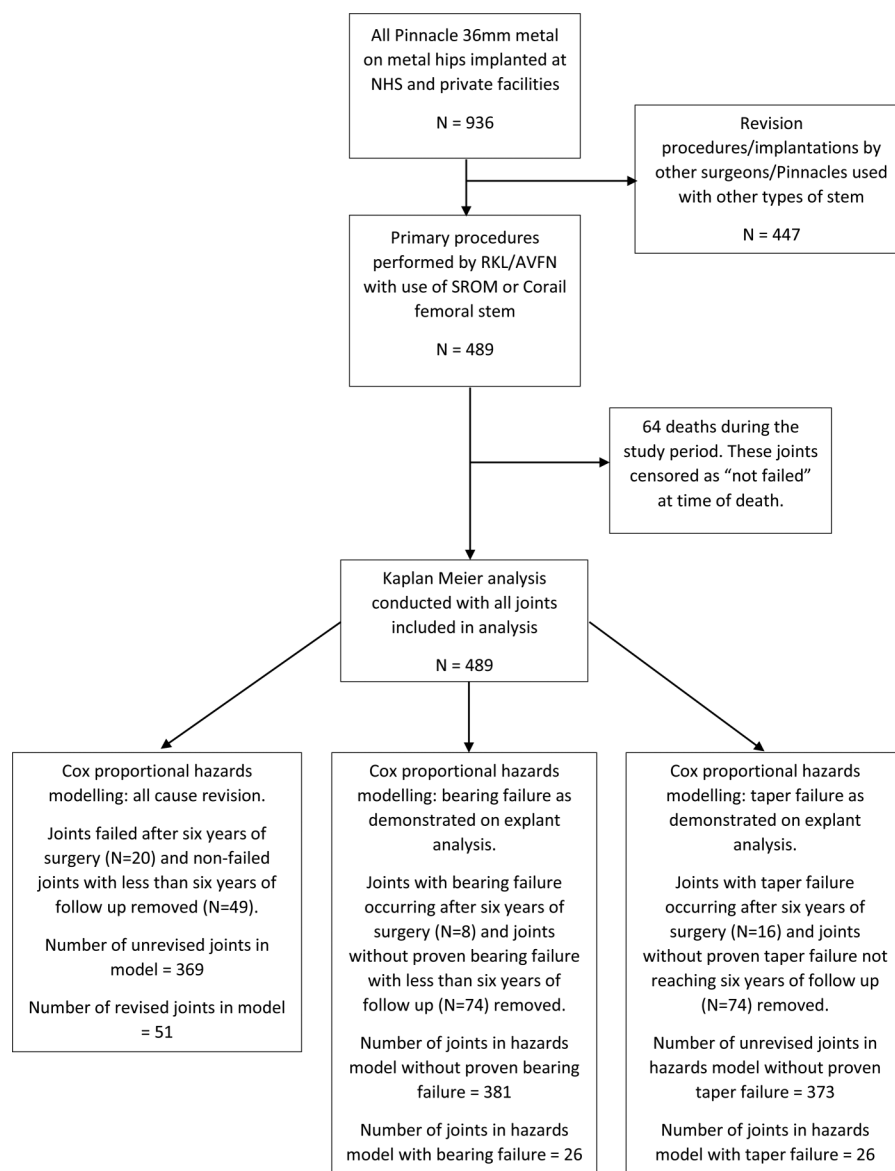 All Pinnacle 36mm metal
on metal hips implanted at
NHS and private facilities
N = 936
Revision
procedures/implantations by
other surgeons/Pinnacles used
with other types of stem
N = 447
Primary procedures
performed by RKL/AVFN
with use of SROM or Corail
femoral stem
N = 489
64 deaths during the
study period. These joints
censored as “not failed”
at time of death.
Kaplan Meier analysis
conducted with all joints
included in analysis
N = 489
Cox proportional hazards
modelling: all cause revision.
Joints failed after six years of
surgery (N=20) and non-failed
joints with less than six years of
follow up removed (N=49).
Number of unrevised joints in
model = 369
Number of revised joints in model
= 51
Cox proportional hazards
modelling: bearing failure as
demonstrated on explant
analysis.
Joints with bearing failure
occurring after six years of
surgery (N=8) and joints
without proven bearing failure
with less than six years of
follow up (N=74) removed.
Number of joints in hazards
model without proven bearing
failure = 381
Number of joints in hazards
model with bearing failure = 26
Cox proportional hazards
modelling: taper failure as
demonstrated on explant
analysis.
Joints with taper failure
occurring after six years of
surgery (N=16) and joints
without proven taper failure not
reaching six years of follow up
(N=74) removed.
Number of unrevised joints in
hazards model without proven
taper failure = 373
Number of joints in hazards
model with taper failure = 26